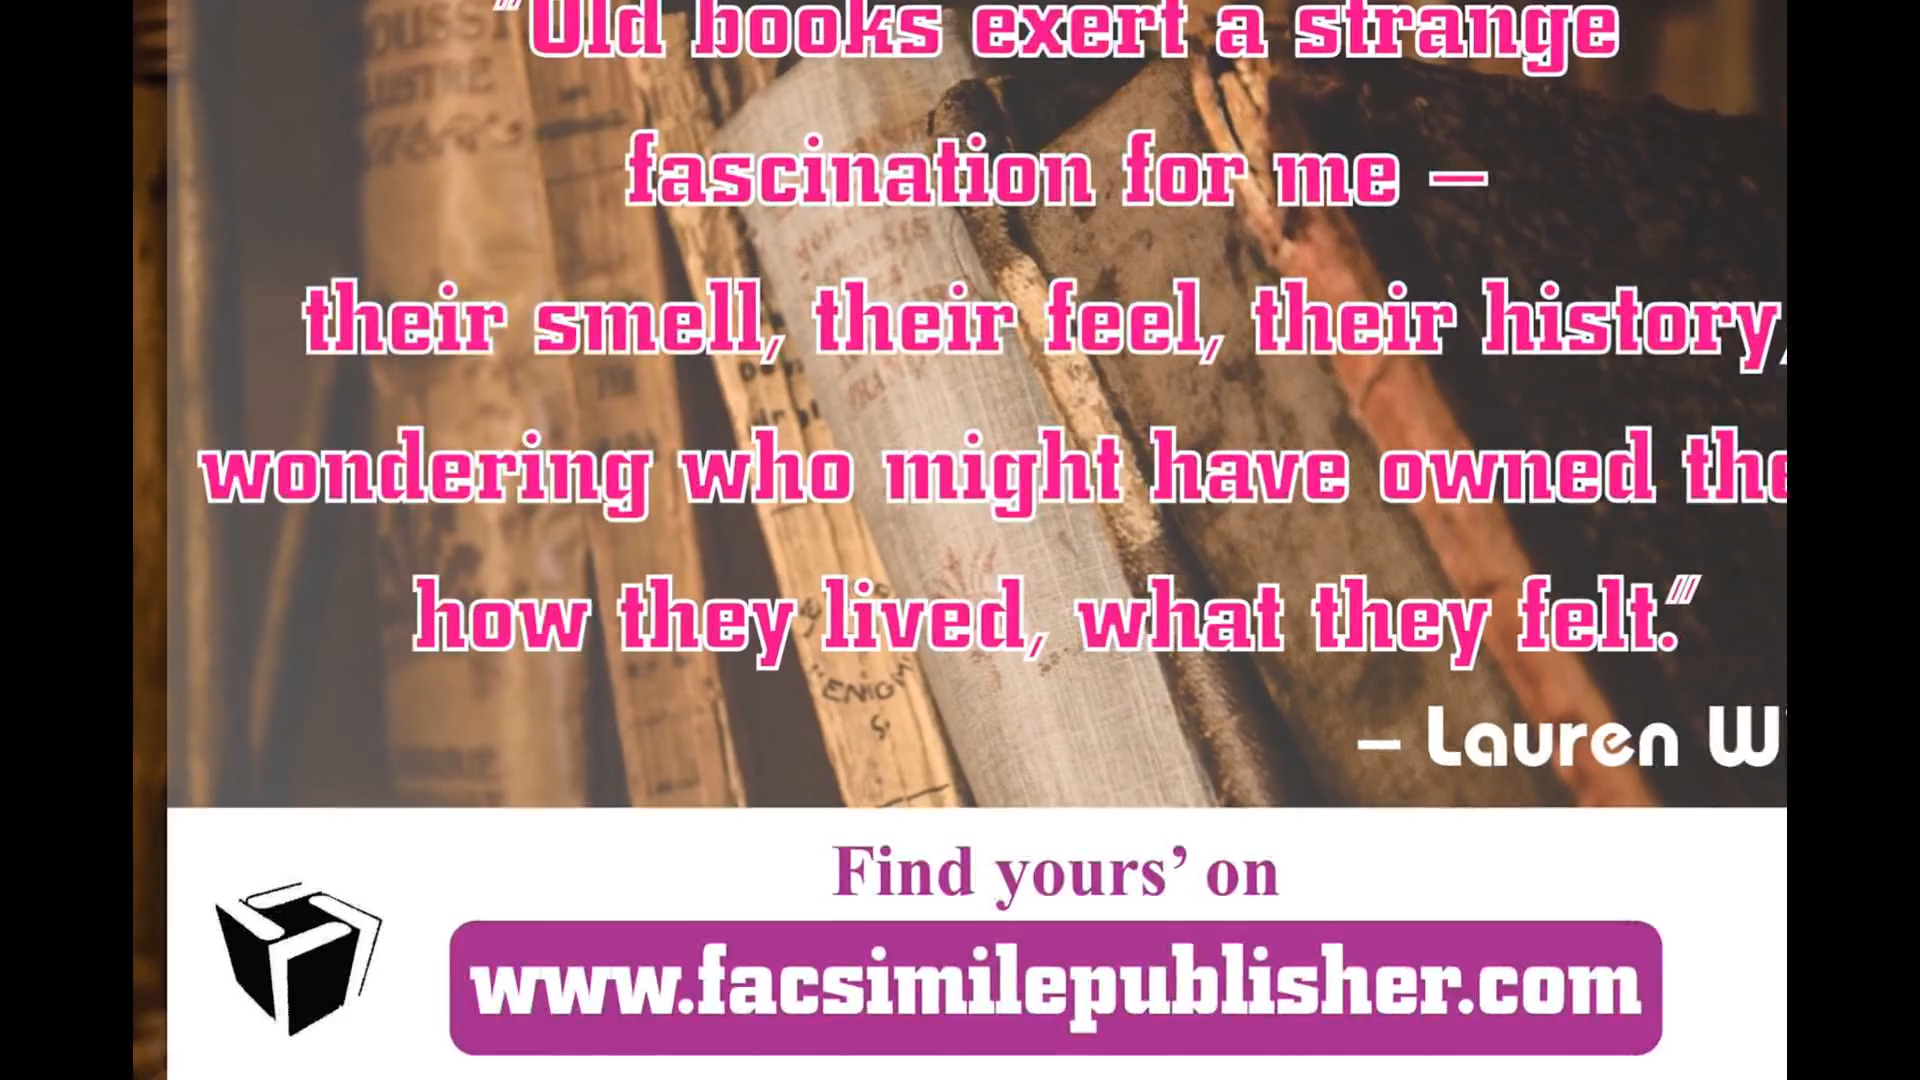 "Old books exert a strange
fascination for me –
their smell, their feel, their history,
wondering who might have owned the
how they lived, what they felt."
– Lauren W
Find yours’ on
www.facsimilepublisher.com
"ENIGM